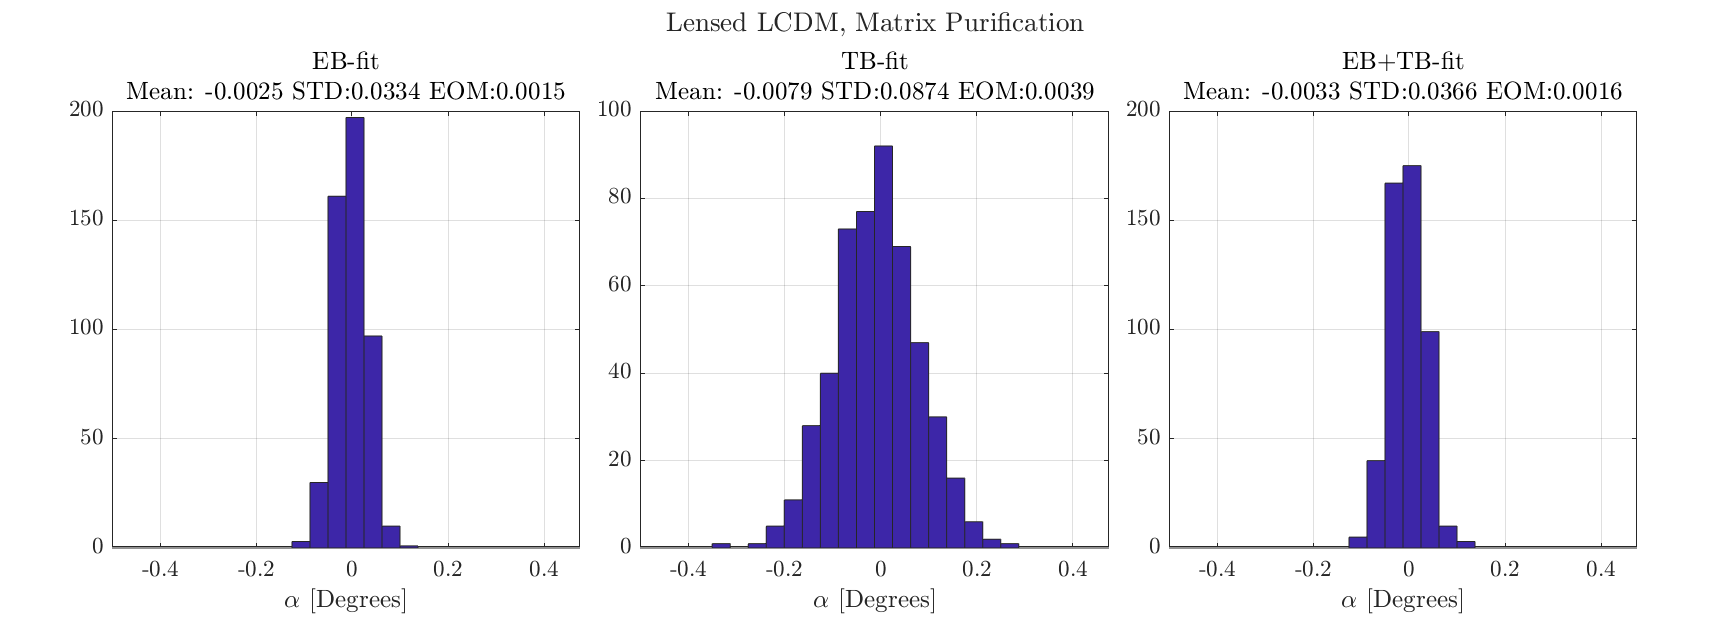 Lensed LCDM, Matrix Purification
EB-fit
Mean: -0.0025 STD:0.0334 EOM:0.0015
200
150
100
50
0
-0.4 -0.2 0 0.2 0.4
α [Degrees]
TB-fit
Mean: -0.0079 STD:0.0874 EOM:0.0039
100
80
60
40
20
0
-0.4 -0.2 0 0.2 0.4
α [Degrees]
EB+TB-fit
Mean: -0.0033 STD:0.0366 EOM:0.0016
200
150
100
50
0
-0.4 -0.2 0 0.2 0.4
α [Degrees]